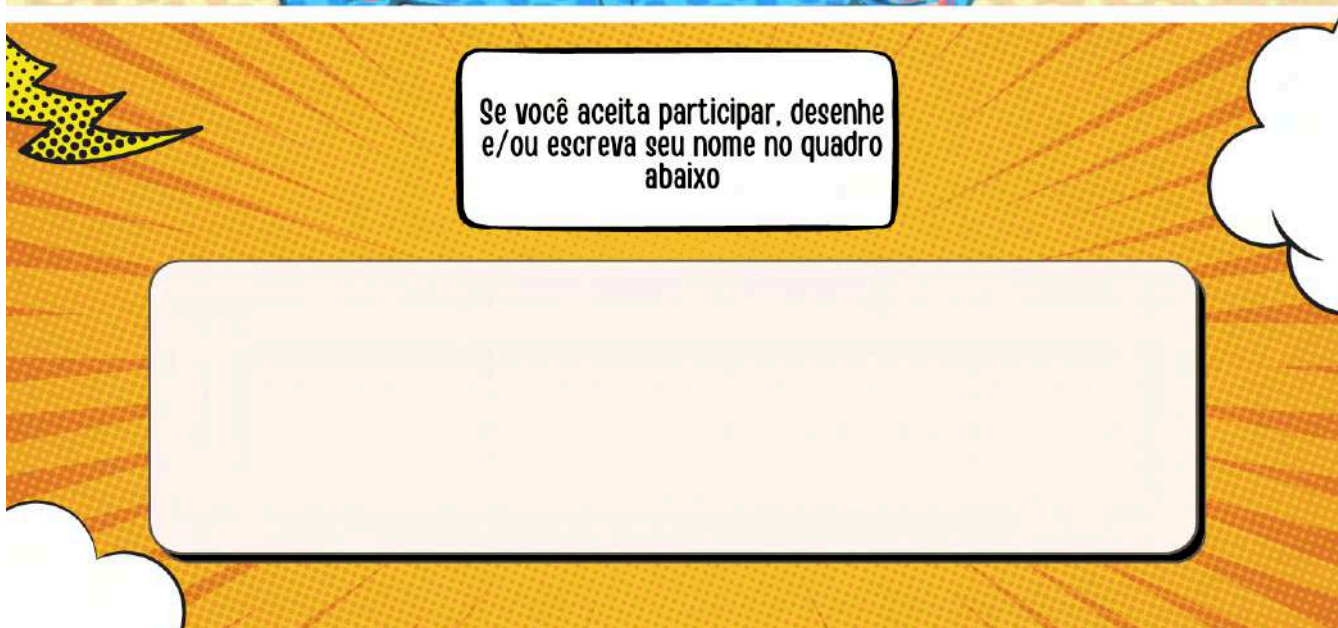 Se você aceita participar, desenhe
e/ou escreva seu nome no quadro
abaixo